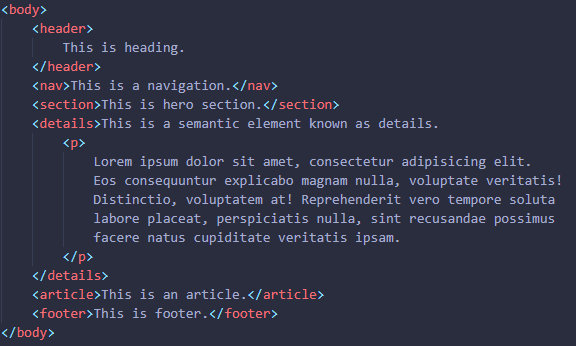 <body>
<header>
This is heading.
</header>
<nav>This is a navigation.</nav>
<section>This is hero section.</section>
<details>This is a semantic element known as details.
<p>
Lorem ipsum dolor sit amet, consectetur adipisicing elit.
Eos consequuntur explicabo magnam nulla, voluptate veritatis!
Distinctio, voluptatem at! Reprehenderit vero tempore soluta
labore placeat, perspiciatis nulla, sint recusandae possimus
facere natus cupiditate veritatis ipsam.
</p>
</details>
<article>This is an article.</article>
<footer>This is footer.</footer>
</body>